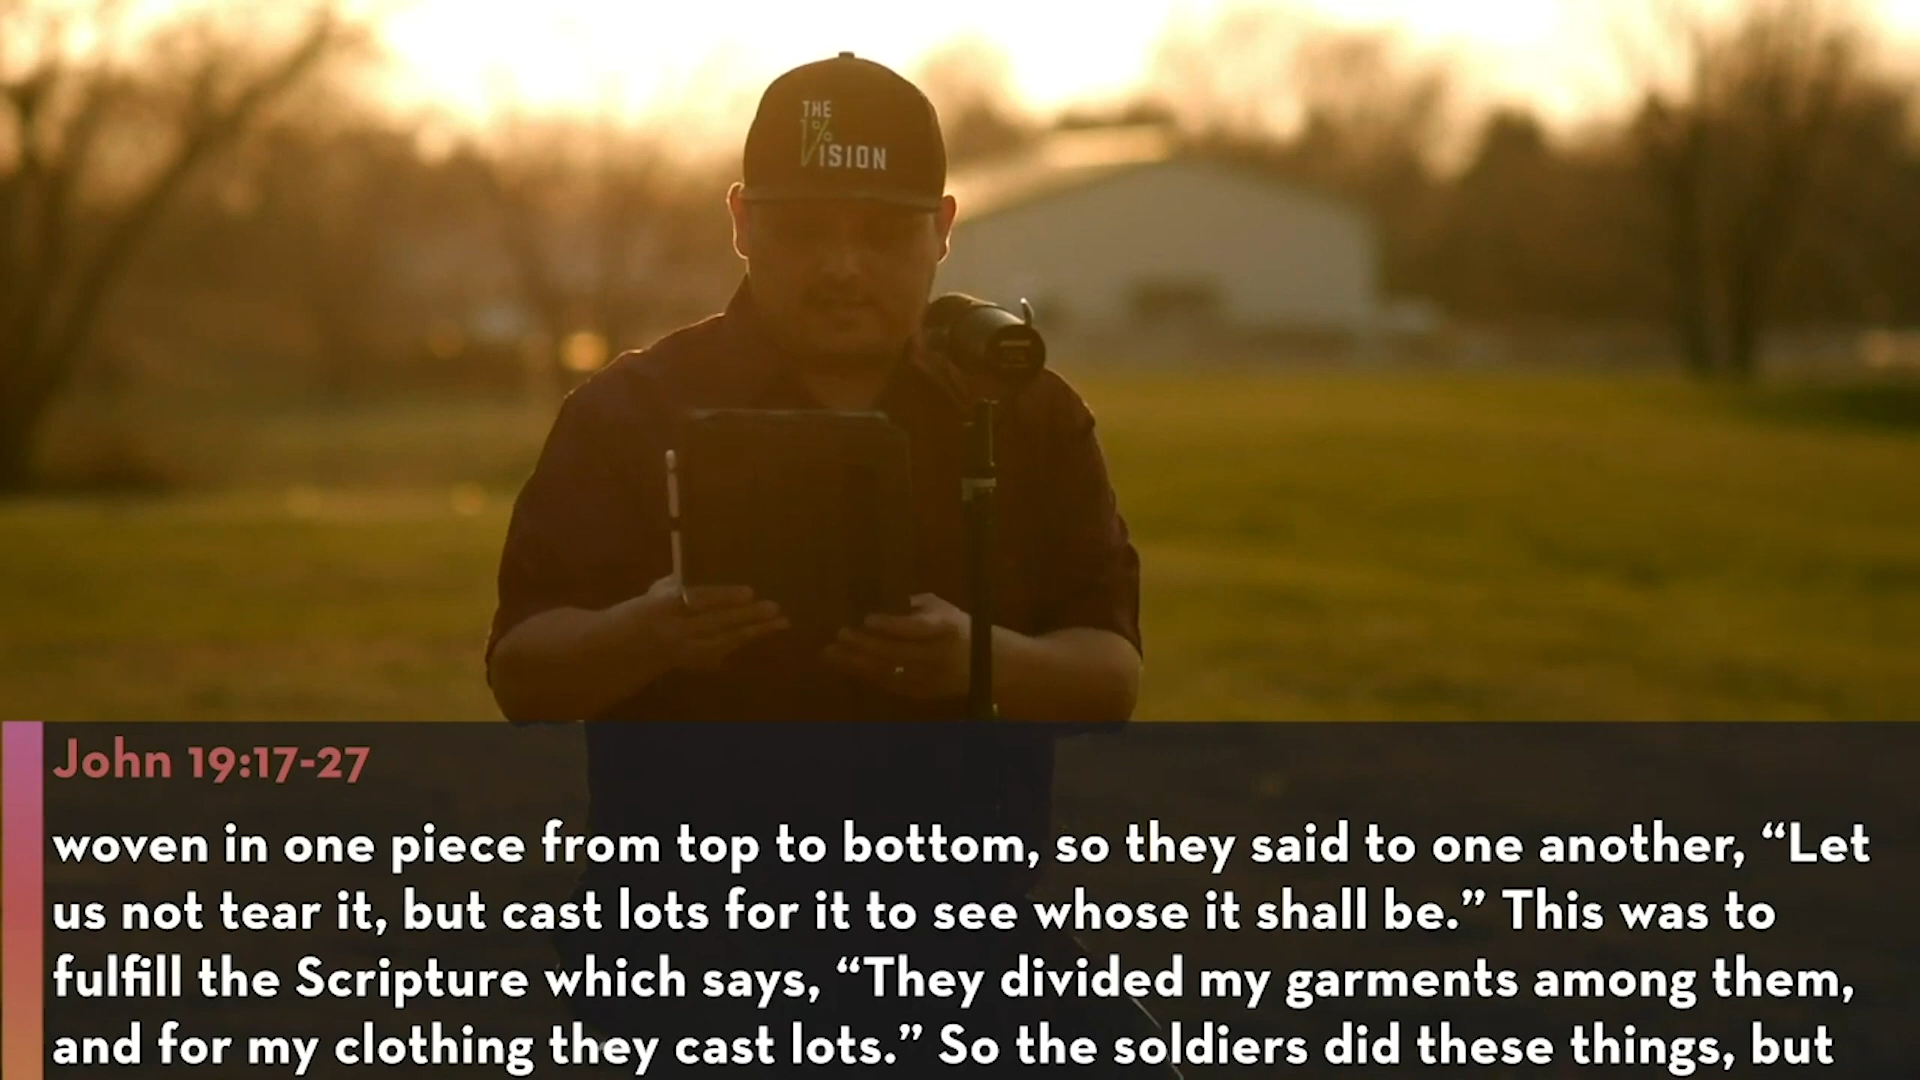 THE
1% VISION
John 19:17-27
woven in one piece from top to bottom, so they said to one another, “Let
us not tear it, but cast lots for it to see whose it shall be.” This was to
fulfill the Scripture which says, “They divided my garments among them,
and for my clothing they cast lots.” So the soldiers did these things, but